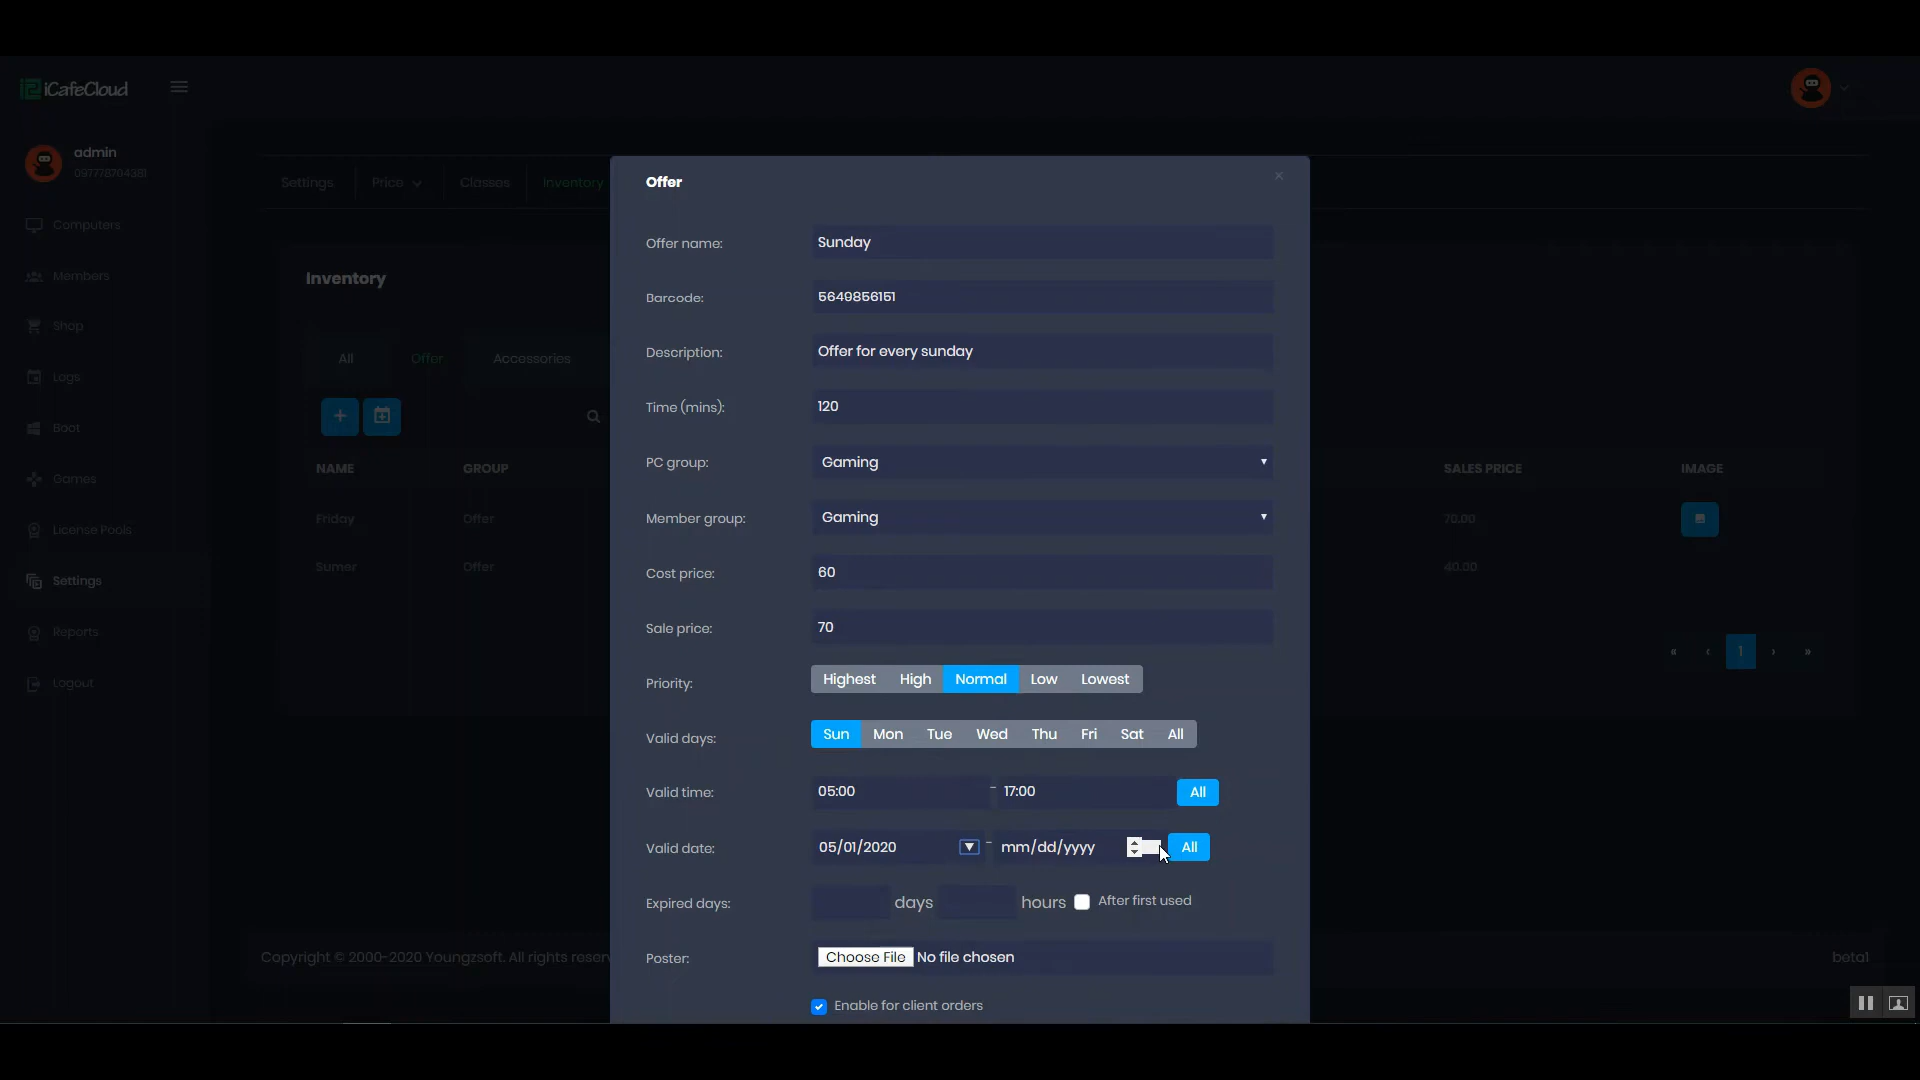 iCafeCloud
admin
097778704381
Computers
Members
Shop
Logs
Boot
Games
License Pools
Settings
Reports
Logout
Settings Price Classes Inventory
Inventory
All Offer Accessories
NAME GROUP SALES PRICE IMAGE
Friday Offer 70.00
Sumer Offer 40.00
« ‹ 1 › »
Offer ×
Offer name: Sunday
Barcode: 5649856151
Description: Offer for every sunday
Time (mins): 120
PC group: Gaming
Member group: Gaming
Cost price: 60
Sale price: 70
Priority: Highest High Normal Low Lowest
Valid days: Sun Mon Tue Wed Thu Fri Sat All
Valid time: 05:00 - 17:00 All
Valid date: 05/01/2020 - mm/dd/yyyy All
Expired days: days hours After first used
Poster: Choose File No file chosen
Enable for client orders
Copyright © 2000-2020 Youngzsoft. All rights reser
beta1